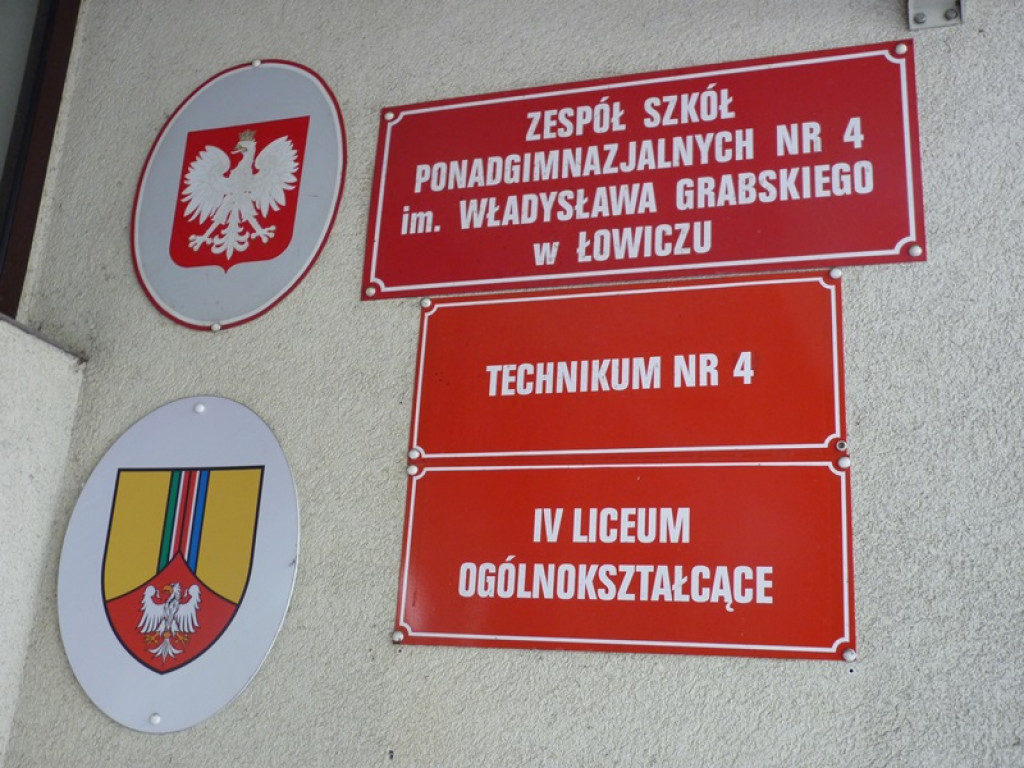 ZESPÓŁ SZKÓŁ
PONADGIMNAZJALNYCH NR 4
im. WŁADYSŁAWA GRABSKIEGO
w ŁOWICZU
TECHNIKUM NR 4
IV LICEUM
OGÓLNOKSZTAŁCĄCE